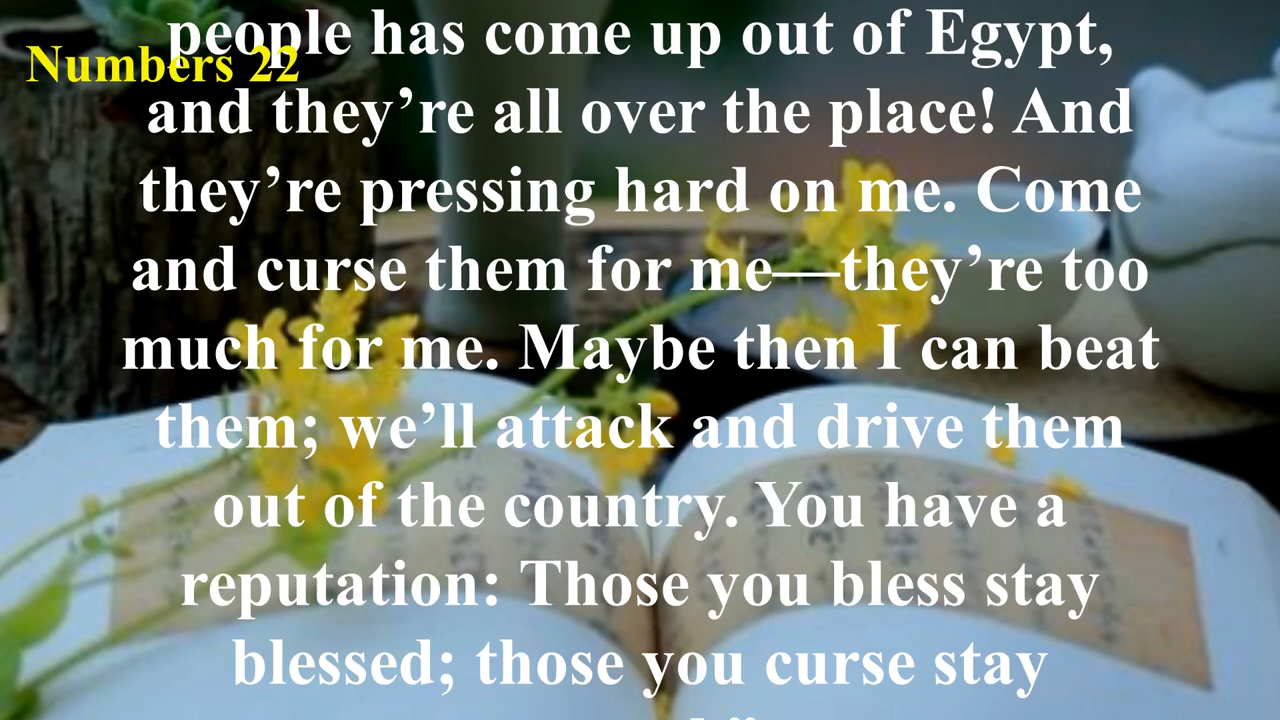 people has come up out of Egypt,
Numbers 22
and they’re all over the place! And
they’re pressing hard on me. Come
and curse them for me—they’re too
much for me. Maybe then I can beat
them; we’ll attack and drive them
out of the country. You have a
reputation: Those you bless stay
blessed; those you curse stay